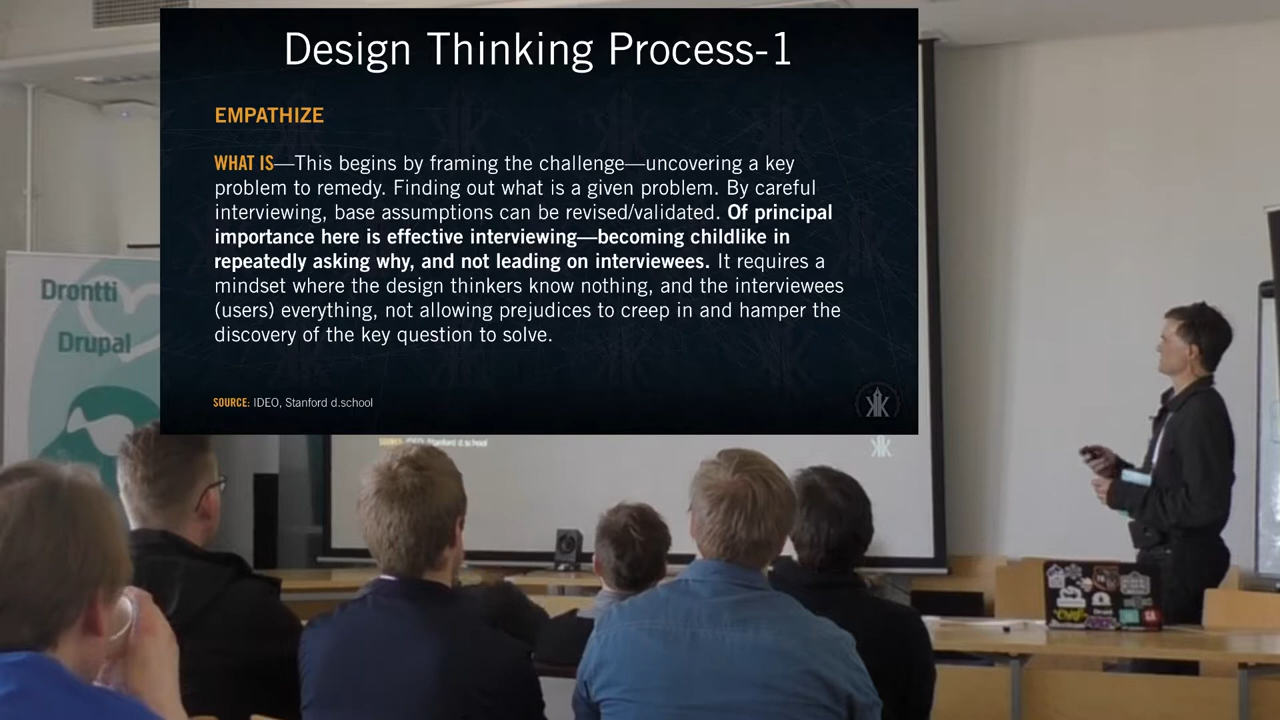 Design Thinking Process-1
EMPATHIZE
WHAT IS—This begins by framing the challenge—uncovering a key
problem to remedy. Finding out what is a given problem. By careful
interviewing, base assumptions can be revised/validated. Of principal
importance here is effective interviewing—becoming childlike in
repeatedly asking why, and not leading on interviewees. It requires a
mindset where the design thinkers know nothing, and the interviewees
(users) everything, not allowing prejudices to creep in and hamper the
discovery of the key question to solve.
SOURCE: IDEO, Stanford d.school
Drontti
Drupal
SOURCE: IDEO, Stanford d.school